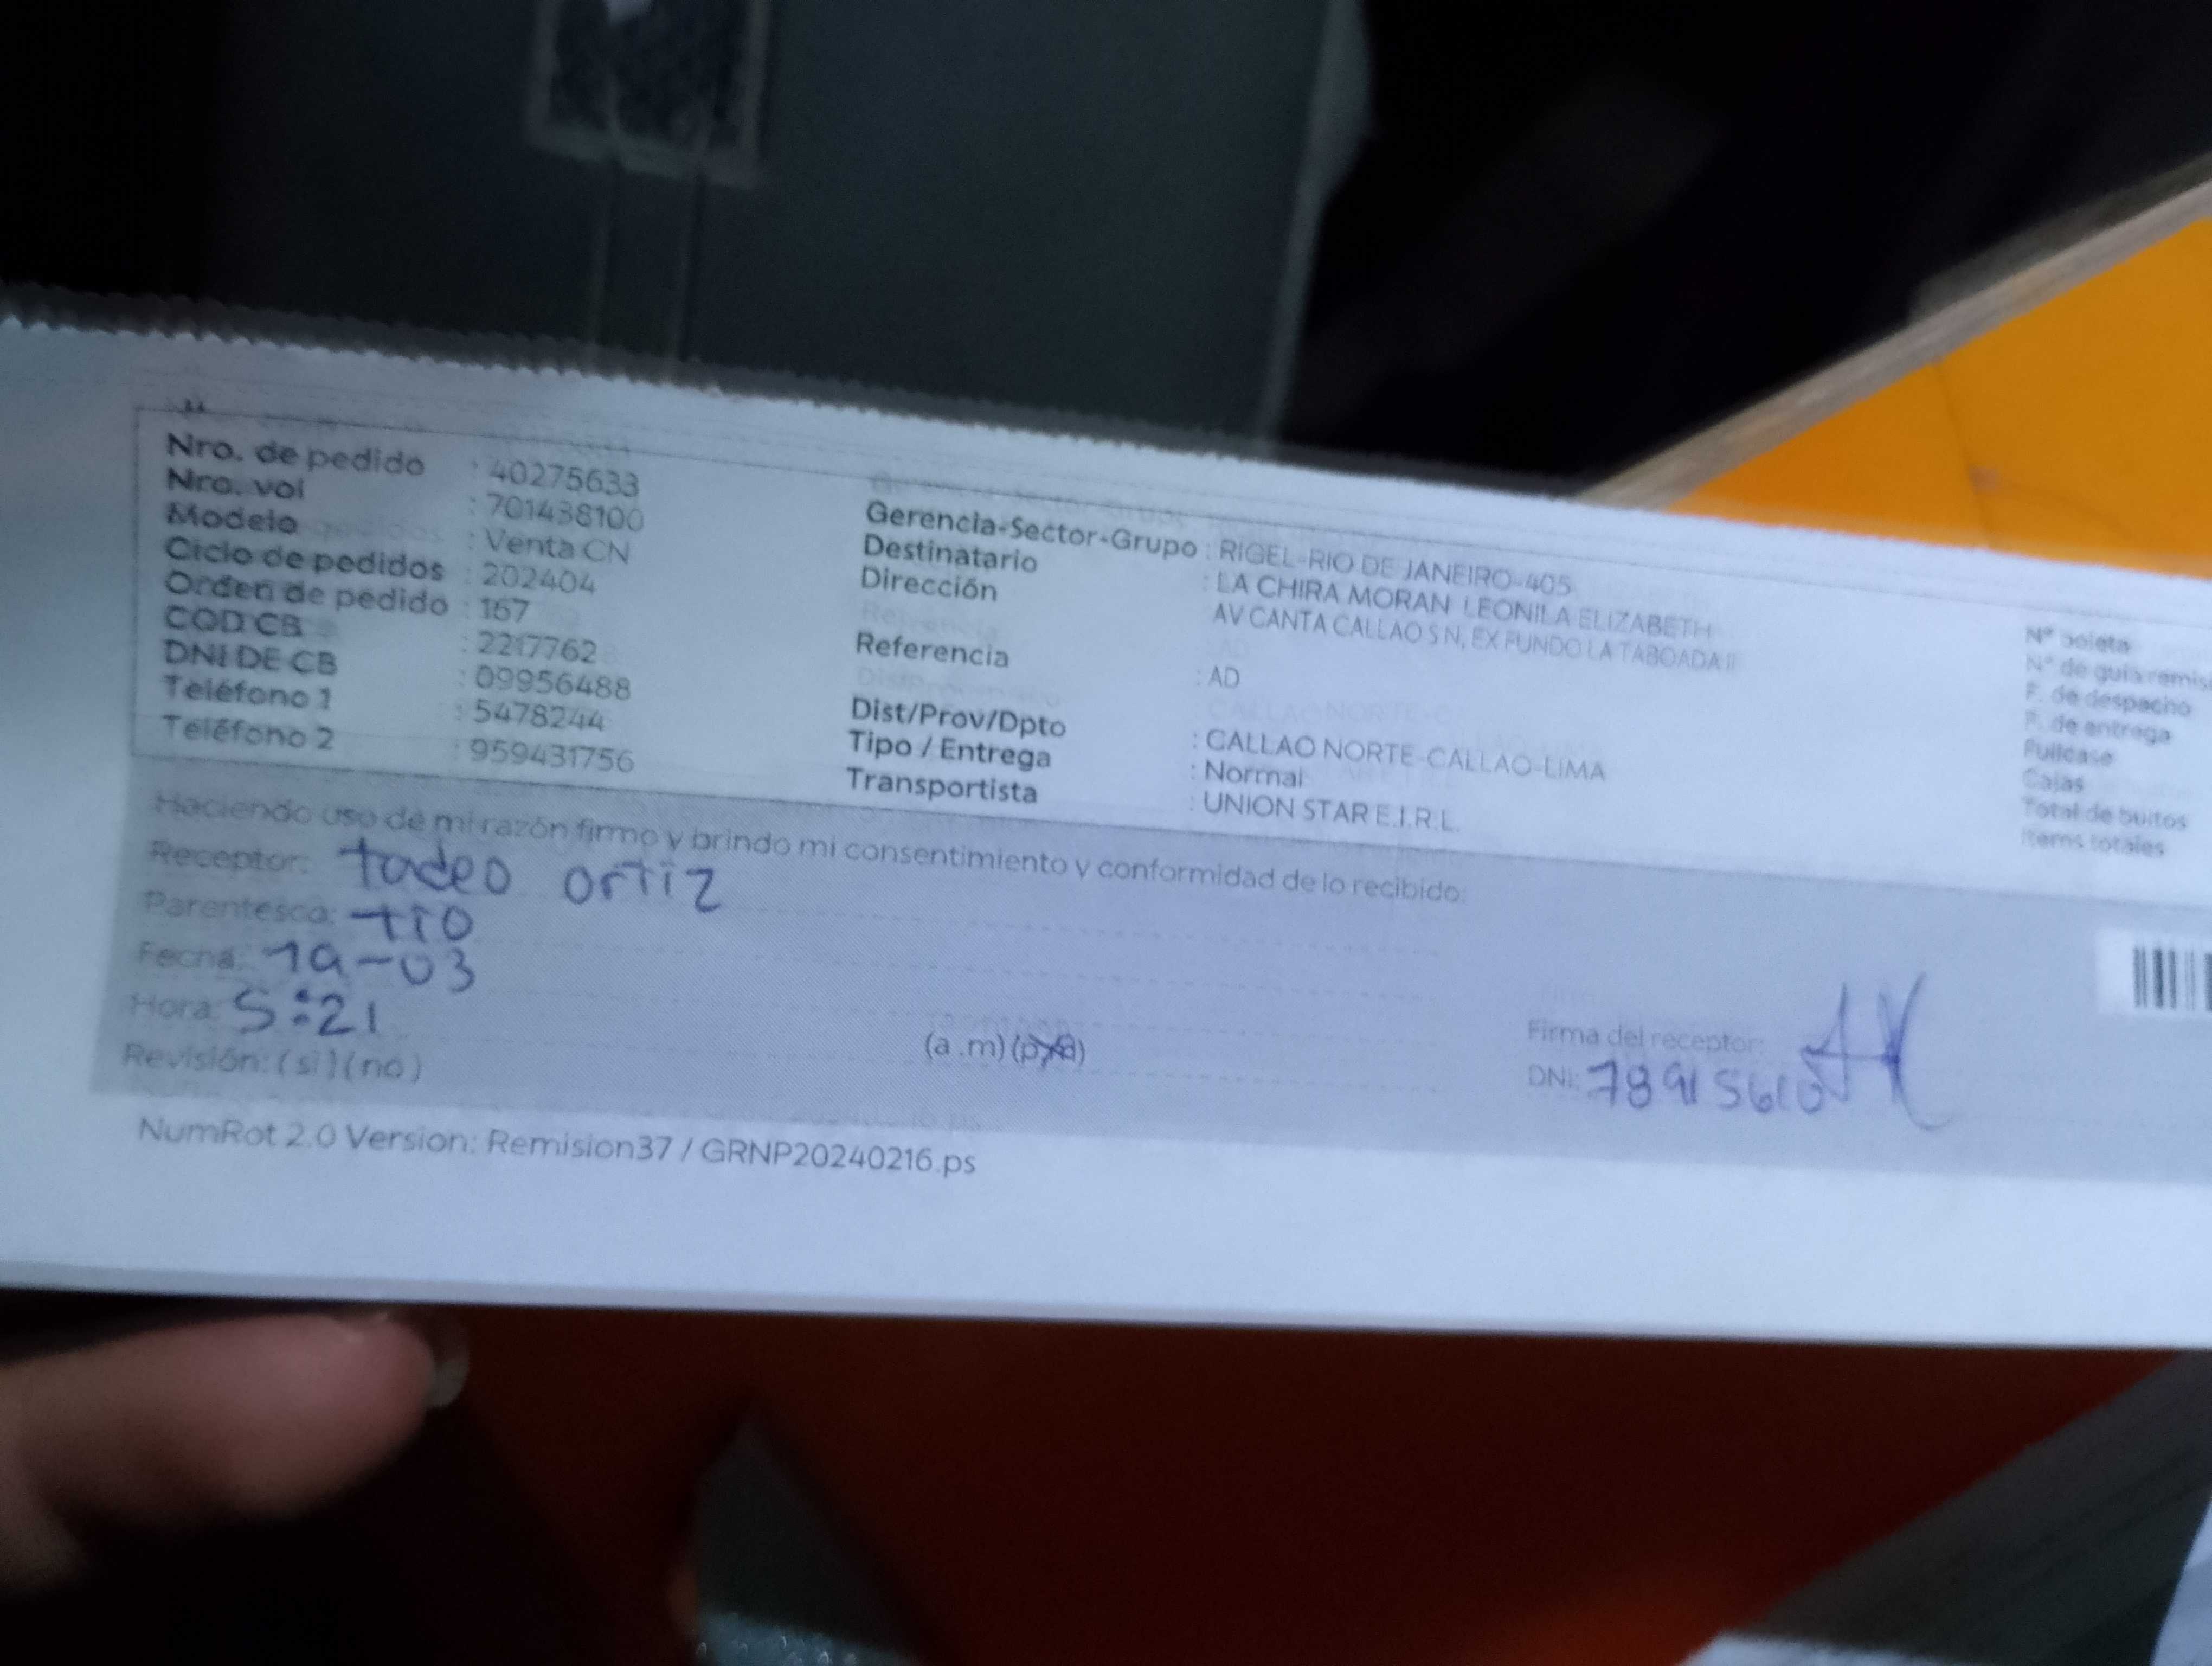 Nro. de pedido : 40275633
Nro. vol : 701438100
Modelo : Venta CN
Ciclo de pedidos : 202404
Orden de pedido : 167
COD CB : 2217762
DNI DE CB : 09956488
Teléfono 1 : 5478244
Teléfono 2 : 959431756
Gerencia-Sector-Grupo : RIGEL-RIO DE JANEIRO-405
Destinatario : LA CHIRA MORAN LEONILA ELIZABETH
Dirección AV CANTA CALLAO S N, EX FUNDO LA TABOADA II
Referencia : AD
Dist/Prov/Dpto : CALLAO NORTE-CALLAO-LIMA
Tipo / Entrega : Normal
Transportista : UNION STAR E.I.R.L.
N° boleta
N° de guia remis
F. de despacho
F. de entrega
Fullcase
Cajas
Total de bultos
Items totales
Haciendo uso de mi razón firmo y brindo mi consentimiento y conformidad de lo recibido:
Receptor: tadeo ortiz
Parentesco: tio
Fecha: 19-03
Hora: 5:21 (a.m)(p.m)
Revisión: (si)(no)
Firma del receptor:
DNI: 78915610
NumRot 2.0 Version: Remision37 / GRNP20240216.ps